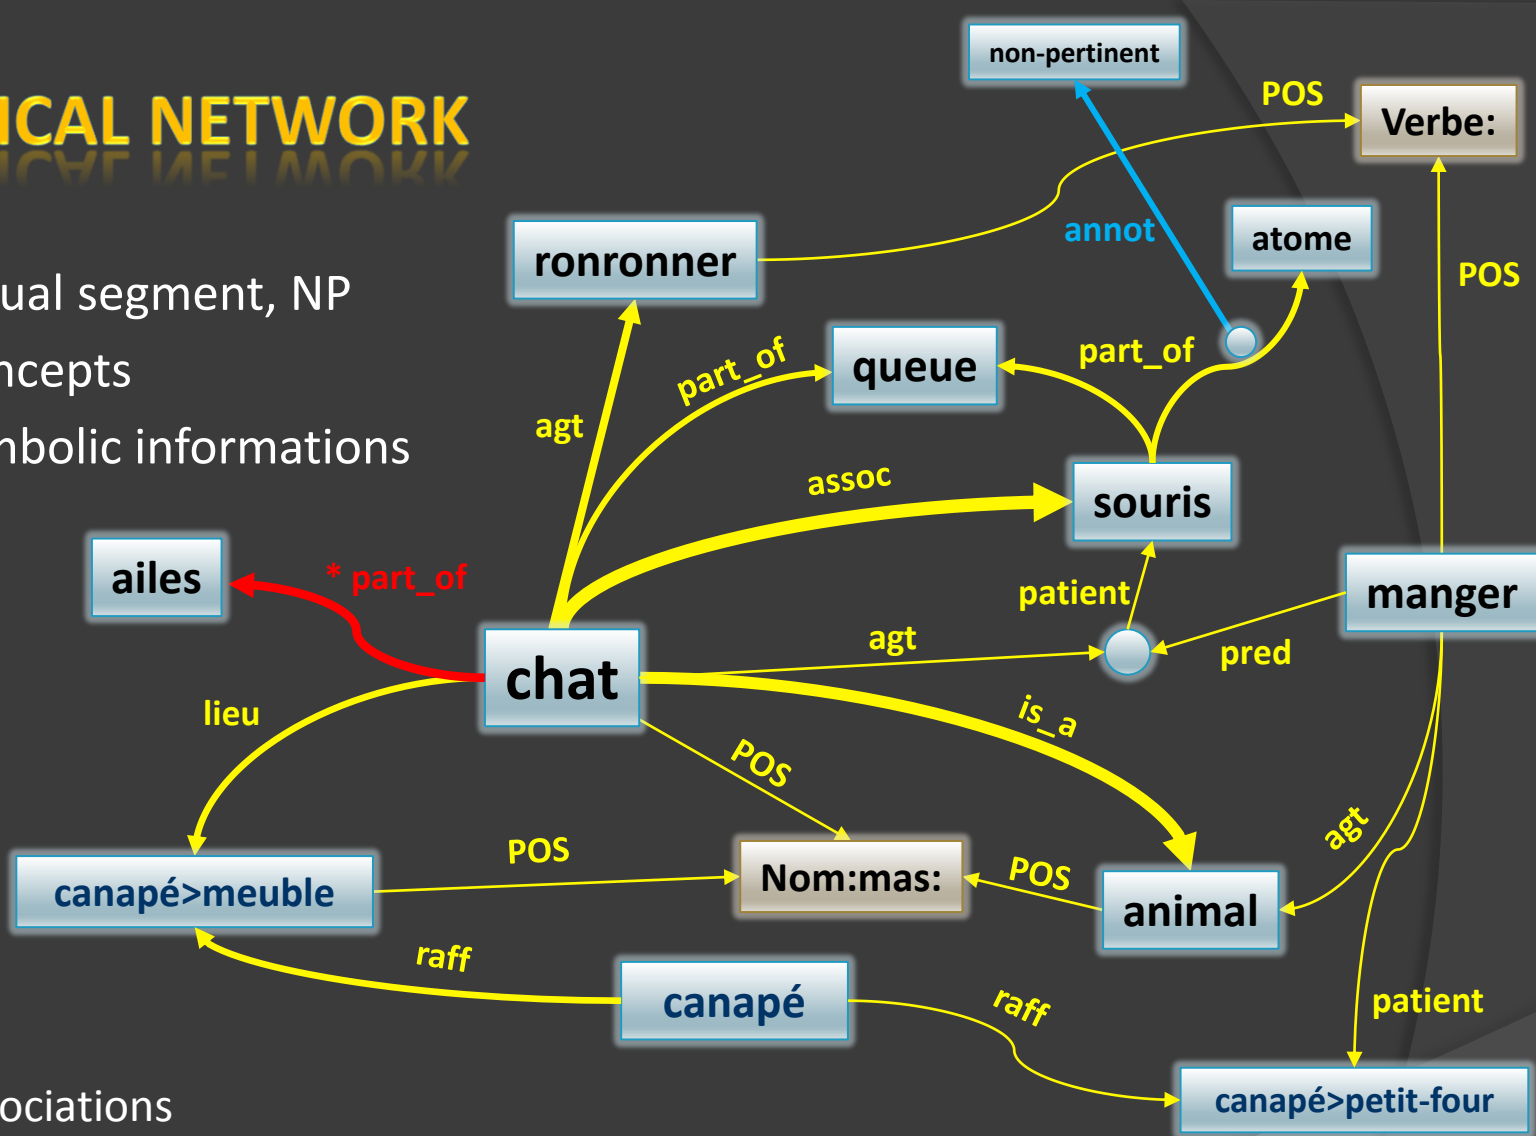 non-pertinent
ICAL NETWORK
POS
Verbe:
annot
atome
ronronner
POS
ual segment, NP
part_of
queue
part_of
ncepts
agt
mbolic informations
assoc
souris
ailes
* part_of
patient
manger
agt
pred
chat
lieu
is_a
POS
agt
POS
Nom:mas:
POS
canapé>meuble
animal
raff
canapé
raff
patient
ociations
canapé>petit-four